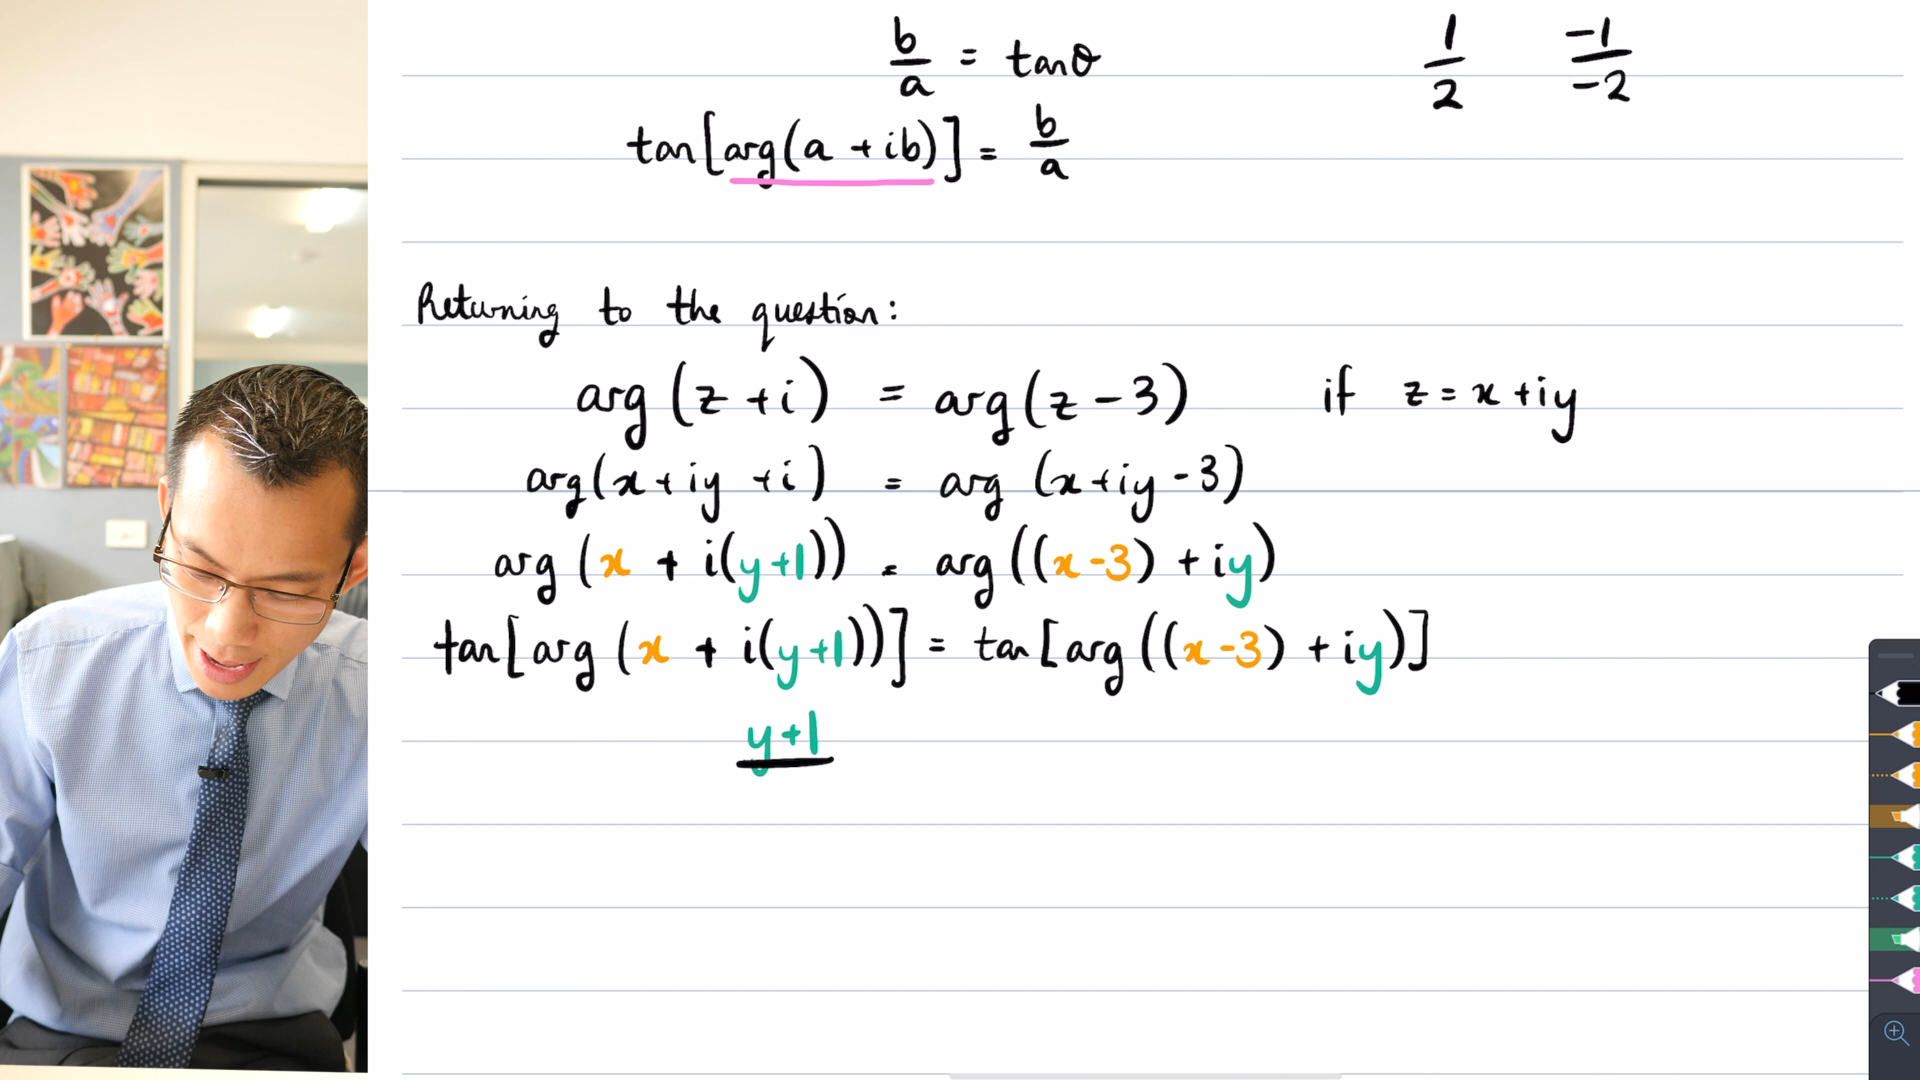 b/a = tanθ 1/2 -1/-2
tan[arg(a + ib)] = b/a
Returning to the question:
arg(z + i) = arg(z - 3) if z = x + iy
arg(x + iy + i) = arg(x + iy - 3)
arg(x + i(y+1)) = arg((x-3) + iy)
tan[arg(x + i(y+1))] = tan[arg((x-3) + iy)]
y+1